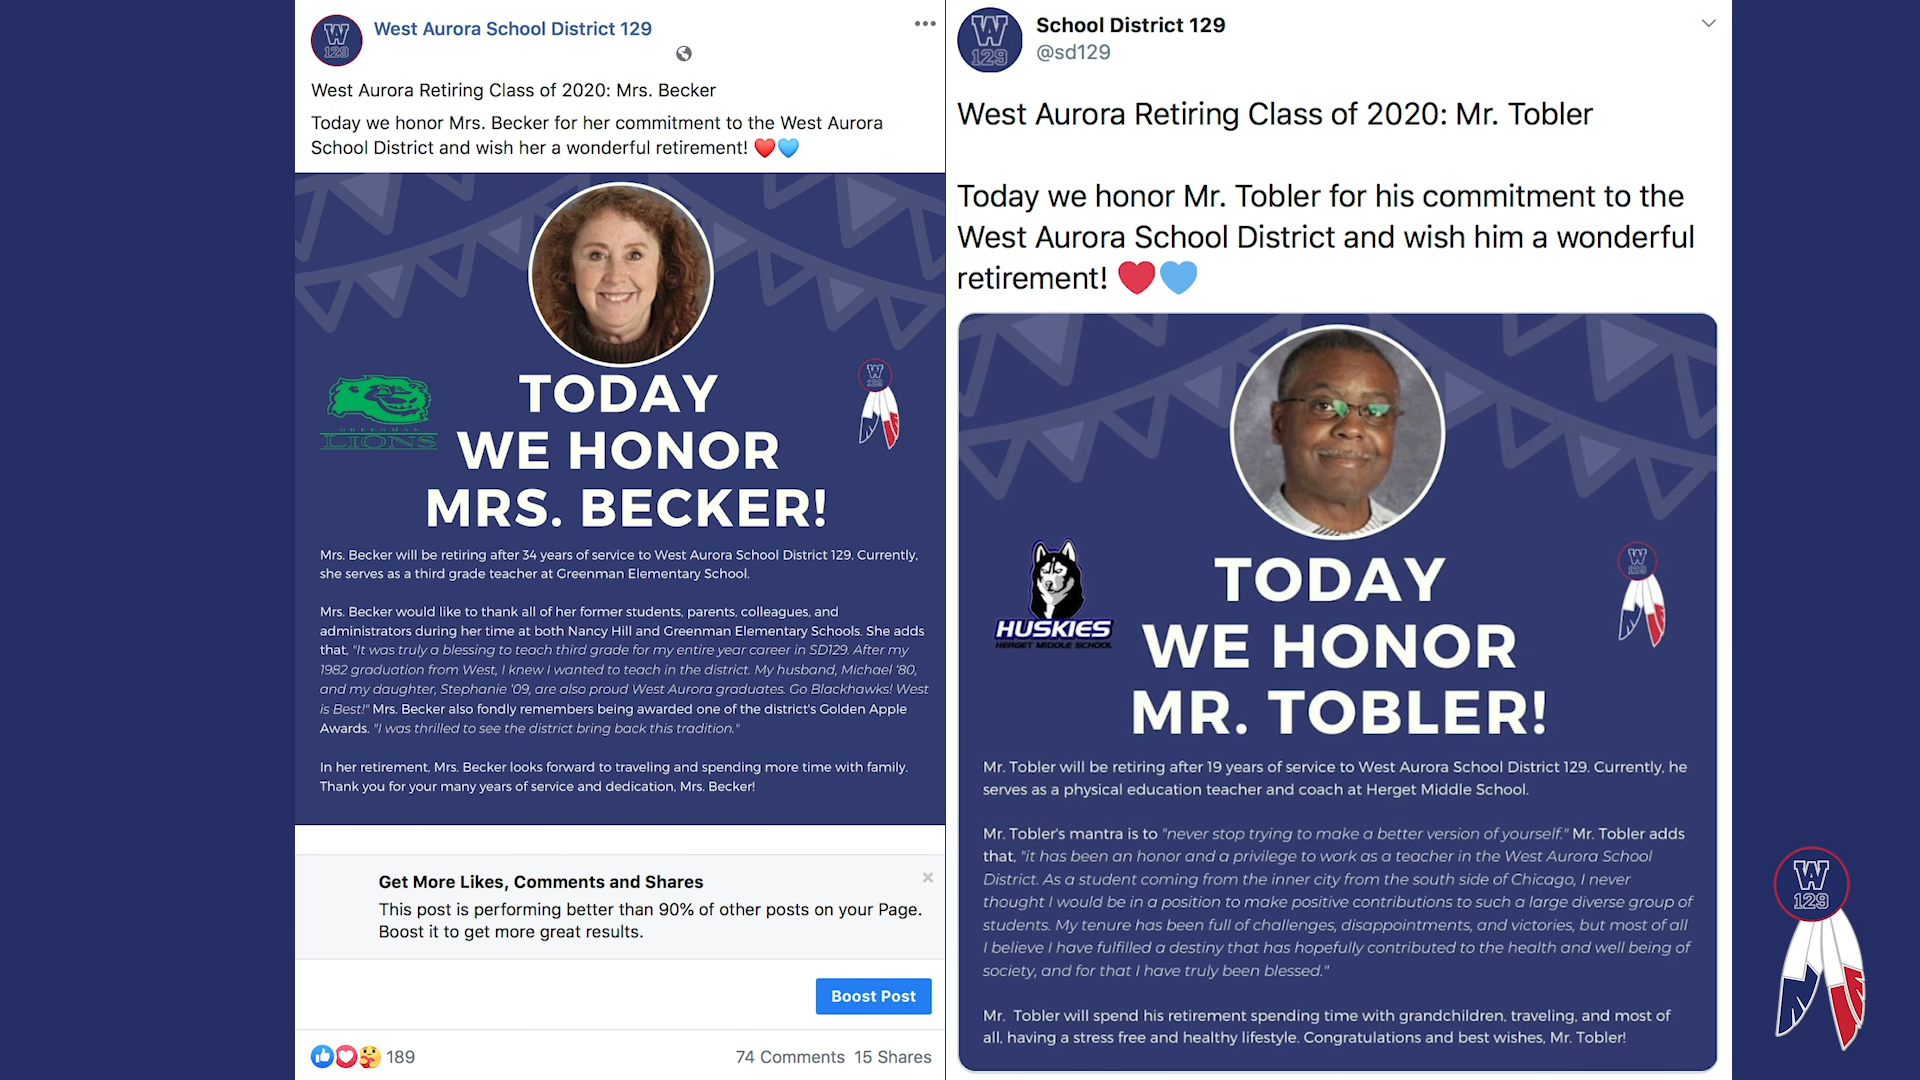 W
129
West Aurora School District 129
West Aurora Retiring Class of 2020: Mrs. Becker
Today we honor Mrs. Becker for her commitment to the West Aurora
School District and wish her a wonderful retirement! ❤️💙
GREENMAN
LIONS
W
129
TODAY
WE HONOR
MRS. BECKER!
Mrs. Becker will be retiring after 34 years of service to West Aurora School District 129. Currently,
she serves as a third grade teacher at Greenman Elementary School.
Mrs. Becker would like to thank all of her former students, parents, colleagues, and
administrators during her time at both Nancy Hill and Greenman Elementary Schools. She adds
that, "It was truly a blessing to teach third grade for my entire year career in SD129. After my
1982 graduation from West, I knew I wanted to teach in the district. My husband, Michael '80,
and my daughter, Stephanie '09, are also proud West Aurora graduates. Go Blackhawks! West
is Best!" Mrs. Becker also fondly remembers being awarded one of the district's Golden Apple
Awards. "I was thrilled to see the district bring back this tradition."
In her retirement, Mrs. Becker looks forward to traveling and spending more time with family.
Thank you for your many years of service and dedication, Mrs. Becker!
Get More Likes, Comments and Shares
This post is performing better than 90% of other posts on your Page.
Boost it to get more great results.
Boost Post
189
74 Comments 15 Shares
W
129
School District 129
@sd129
West Aurora Retiring Class of 2020: Mr. Tobler
Today we honor Mr. Tobler for his commitment to the
West Aurora School District and wish him a wonderful
retirement! ❤️💙
HUSKIES
HERGET MIDDLE SCHOOL
W
129
TODAY
WE HONOR
MR. TOBLER!
Mr. Tobler will be retiring after 19 years of service to West Aurora School District 129. Currently, he
serves as a physical education teacher and coach at Herget Middle School.
Mr. Tobler's mantra is to "never stop trying to make a better version of yourself." Mr. Tobler adds
that, "it has been an honor and a privilege to work as a teacher in the West Aurora School
District. As a student coming from the inner city from the south side of Chicago, I never
thought I would be in a position to make positive contributions to such a large diverse group of
students. My tenure has been full of challenges, disappointments, and victories, but most of all
I believe I have fulfilled a destiny that has hopefully contributed to the health and well being of
society, and for that I have truly been blessed."
Mr. Tobler will spend his retirement spending time with grandchildren, traveling, and most of
all, having a stress free and healthy lifestyle. Congratulations and best wishes, Mr. Tobler!
W
129